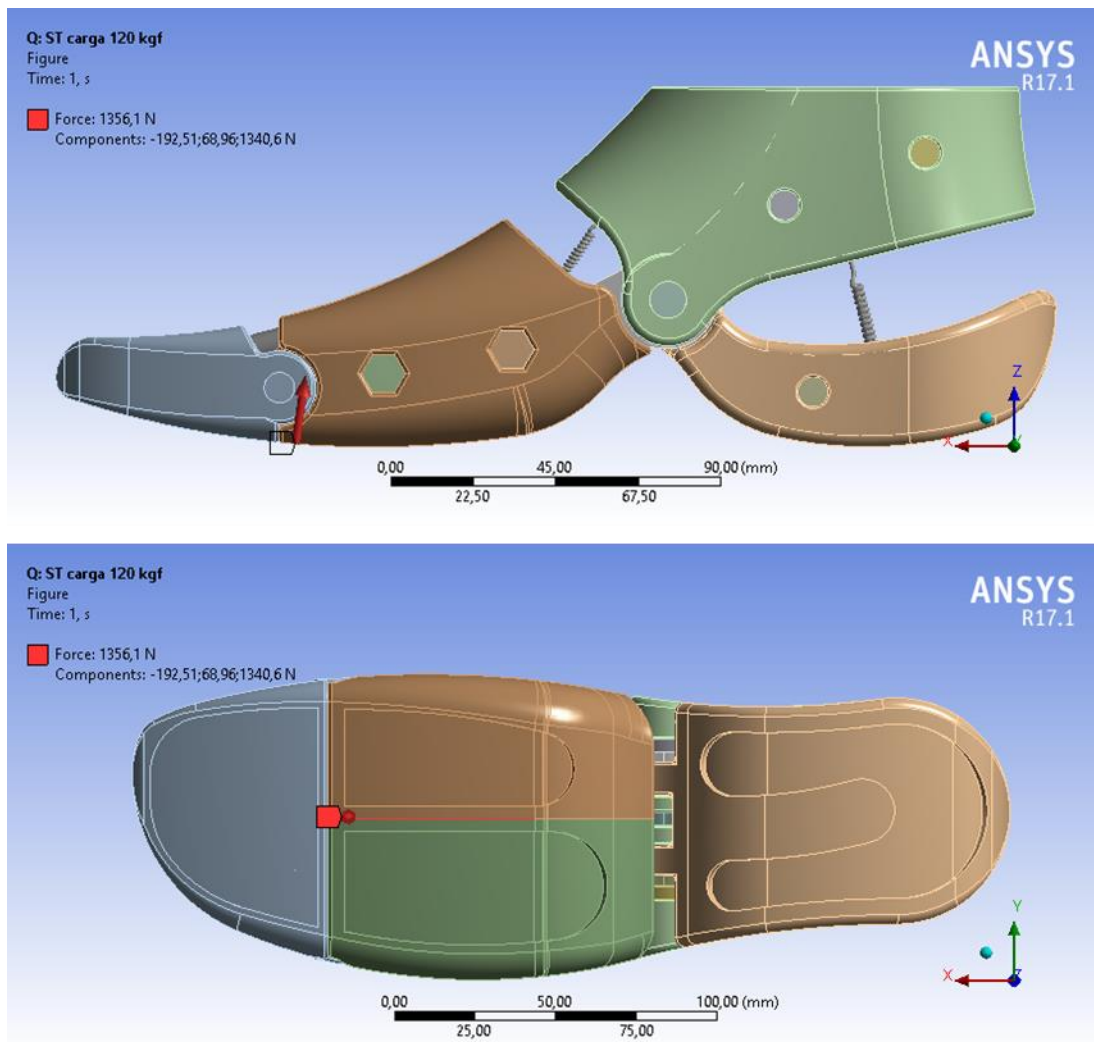 Q: ST carga 120 kgf
Figure
Time: 1, s
Force: 1356,1 N
Components: -192,51;68,96;1340,6 N
ANSYS
R17.1
Z
X
Y
0,00 45,00 90,00 (mm)
22,50 67,50
Q: ST carga 120 kgf
Figure
Time: 1, s
Force: 1356,1 N
Components: -192,51;68,96;1340,6 N
ANSYS
R17.1
Y
X
Z
0,00 50,00 100,00 (mm)
25,00 75,00